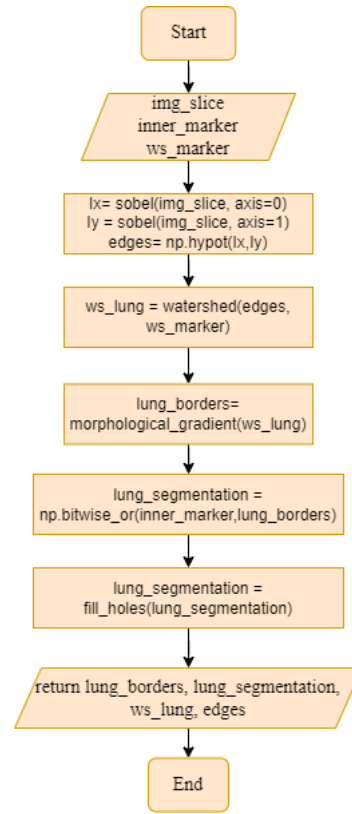 Start
img_slice
inner_marker
ws_marker
Ix= sobel(img_slice, axis=0)
Iy = sobel(img_slice, axis=1)
edges= np.hypot(Ix,Iy)
ws_lung = watershed(edges,
ws_marker)
lung_borders=
morphological_gradient(ws_lung)
lung_segmentation =
np.bitwise_or(inner_marker,lung_borders)
lung_segmentation =
fill_holes(lung_segmentation)
return lung_borders, lung_segmentation,
ws_lung, edges
End